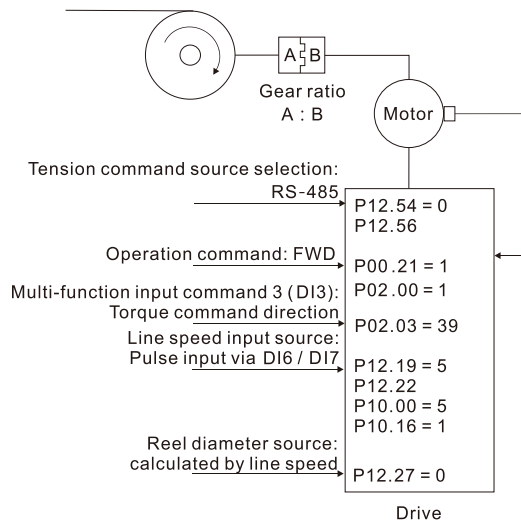 A B
Gear ratio
A : B
Motor
Tension command source selection:
RS-485
P12.54 = 0
P12.56
Operation command: FWD
P00.21 = 1
Multi-function input command 3 (DI3):
P02.00 = 1
Torque command direction
P02.03 = 39
Line speed input source:
Pulse input via DI6 / DI7
P12.19 = 5
P12.22
P10.00 = 5
P10.16 = 1
Reel diameter source:
calculated by line speed
P12.27 = 0
Drive